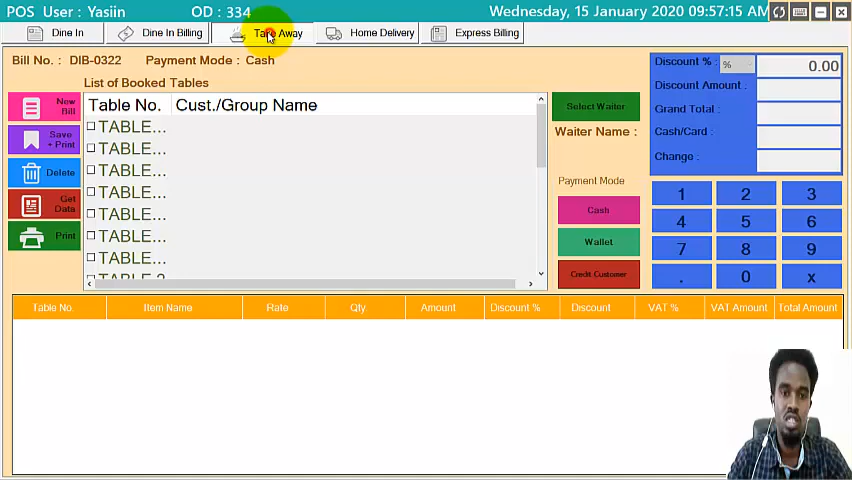 POS User : Yasiin OD : 334 Wednesday, 15 January 2020 09:57:15 AM
Dine In Dine In Billing Take Away Home Delivery Express Billing
Bill No. : DIB-0322 Payment Mode : Cash
List of Booked Tables
Table No. Cust./Group Name
TABLE...
TABLE...
TABLE...
TABLE...
TABLE...
TABLE...
TABLE...
New
Bill
Save
+ Print
Delete
Get
Data
Print
Select Waiter
Waiter Name :
Payment Mode
Cash
Wallet
Credit Customer
Discount % : % 0.00
Discount Amount :
Grand Total :
Cash/Card :
Change :
1 2 3
4 5 6
7 8 9
. 0 x
Table No. Item Name Rate Qty. Amount Discount % Discount VAT % VAT Amount Total Amount